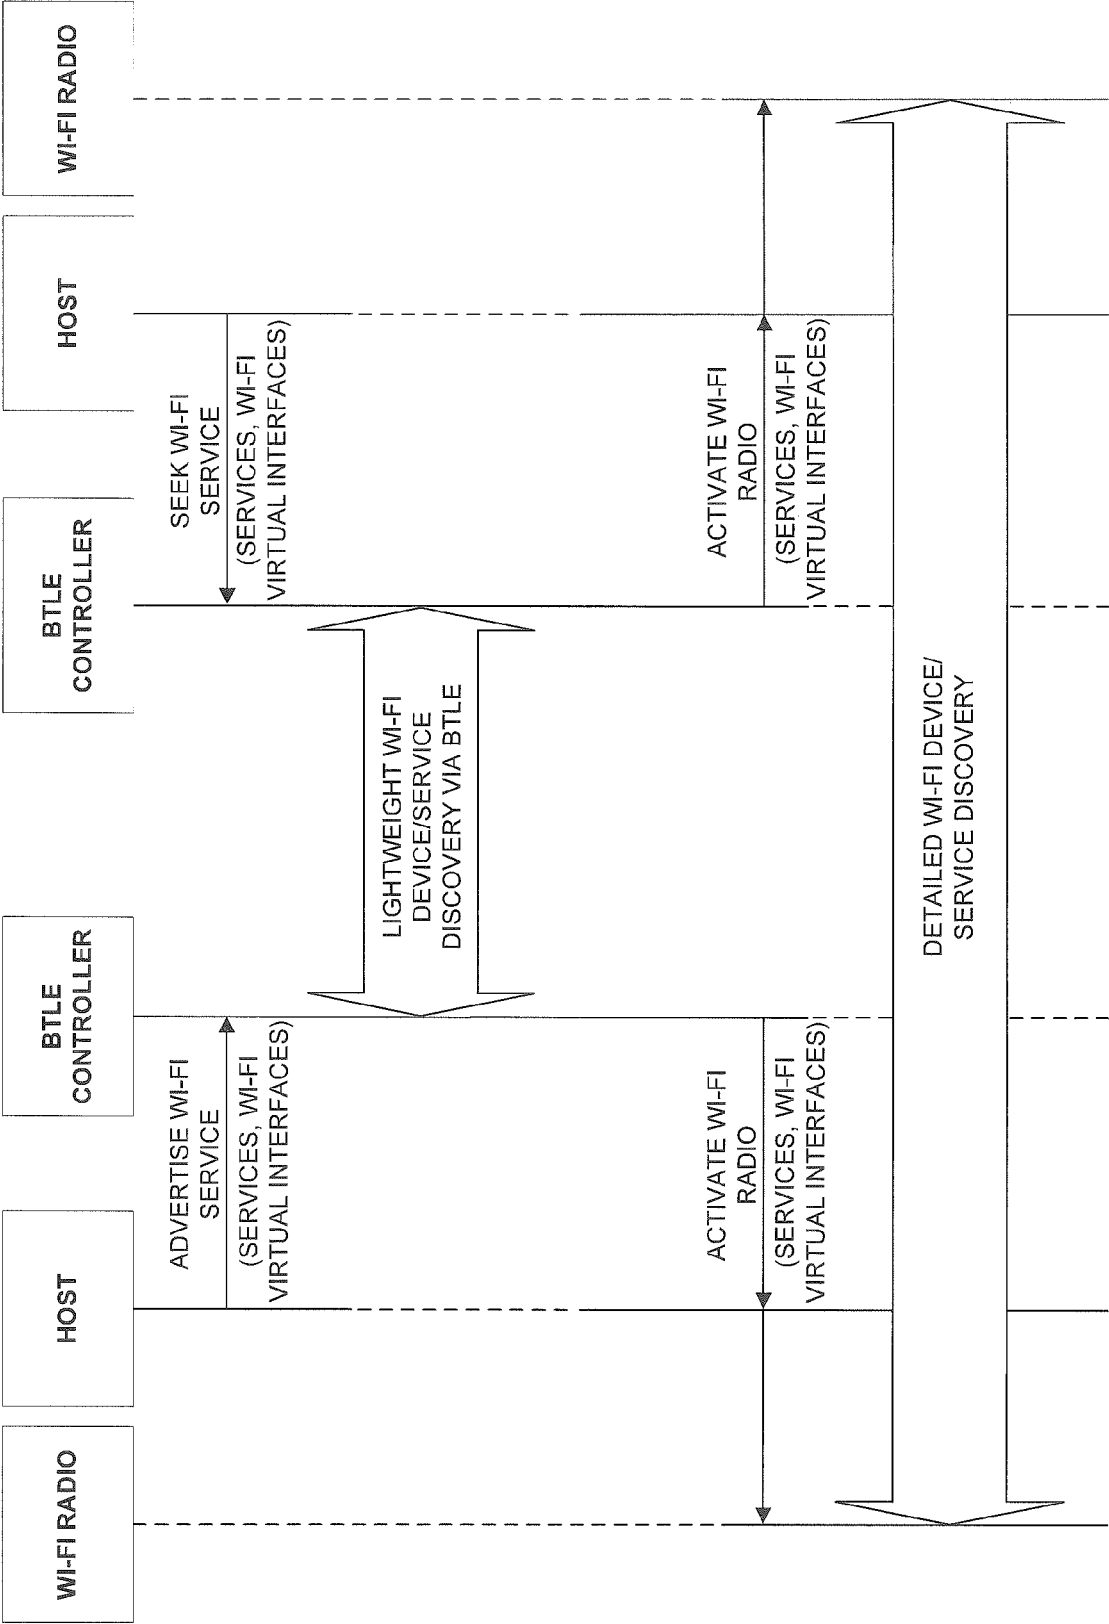 WI-FI RADIO
HOST
BTLE
CONTROLLER
BTLE
CONTROLLER
HOST
WI-FI RADIO
ADVERTISE WI-FI
SERVICE
(SERVICES, WI-FI
VIRTUAL INTERFACES)
SEEK WI-FI
SERVICE
(SERVICES, WI-FI
VIRTUAL INTERFACES)
LIGHTWEIGHT WI-FI
DEVICE/SERVICE
DISCOVERY VIA BTLE
ACTIVATE WI-FI
RADIO
(SERVICES, WI-FI
VIRTUAL INTERFACES)
ACTIVATE WI-FI
RADIO
(SERVICES, WI-FI
VIRTUAL INTERFACES)
DETAILED WI-FI DEVICE/
SERVICE DISCOVERY